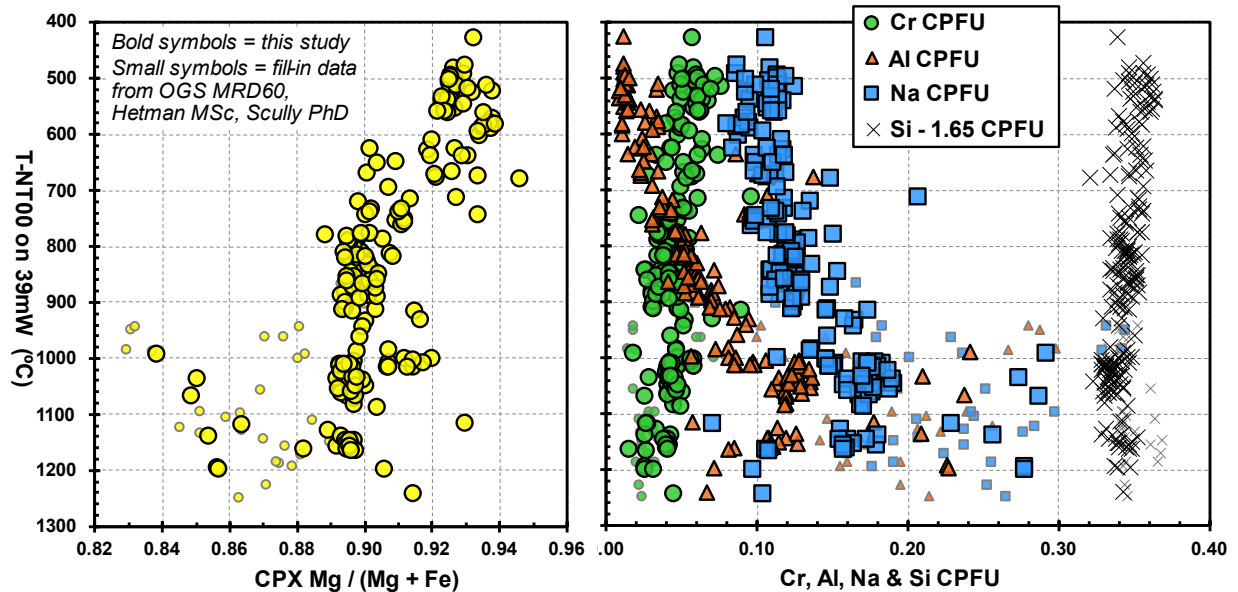 Bold symbols = this study
Small symbols = fill-in data
from OGS MRD60,
Hetman MSc, Scully PhD
T-NT00 on 39mW (ºC)
400
500
600
700
800
900
1000
1100
1200
1300
0.82 0.84 0.86 0.88 0.90 0.92 0.94 0.96
CPX Mg / (Mg + Fe)
Cr CPFU
Al CPFU
Na CPFU
Si - 1.65 CPFU
.00 0.10 0.20 0.30 0.40
Cr, Al, Na & Si CPFU